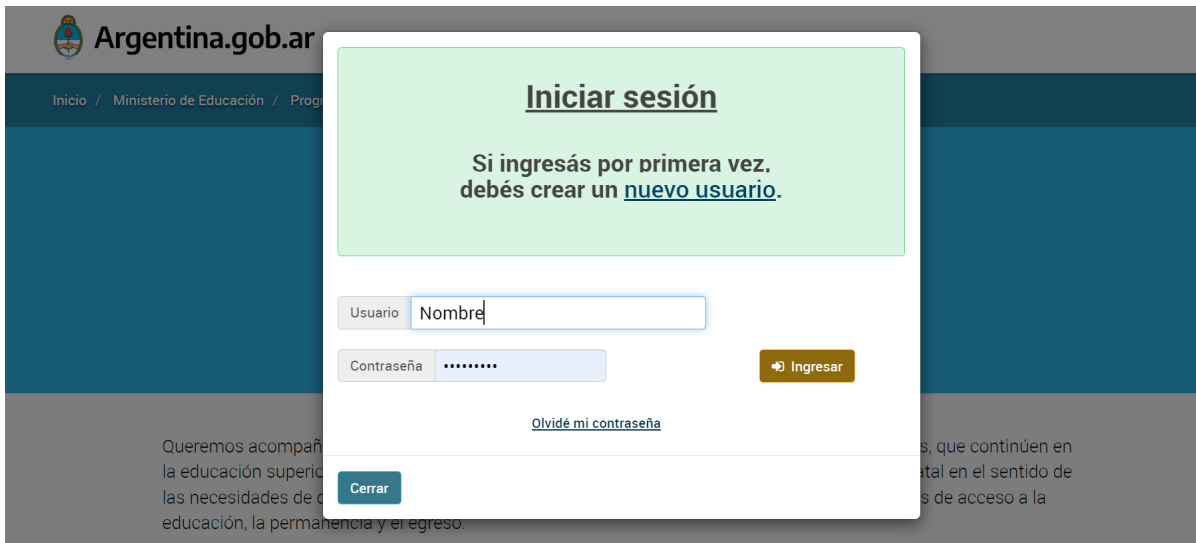 Argentina.gob.ar
Inicio / Ministerio de Educación / Progr
Iniciar sesión
Si ingresás por primera vez,
debés crear un nuevo usuario.
Usuario Nombre
Contraseña •••••••••
Ingresar
Olvidé mi contraseña
Cerrar
Queremos acompañ s, que continúen en
la educación superio atal en el sentido de
las necesidades de d s de acceso a la
educación, la permanencia y el egreso.